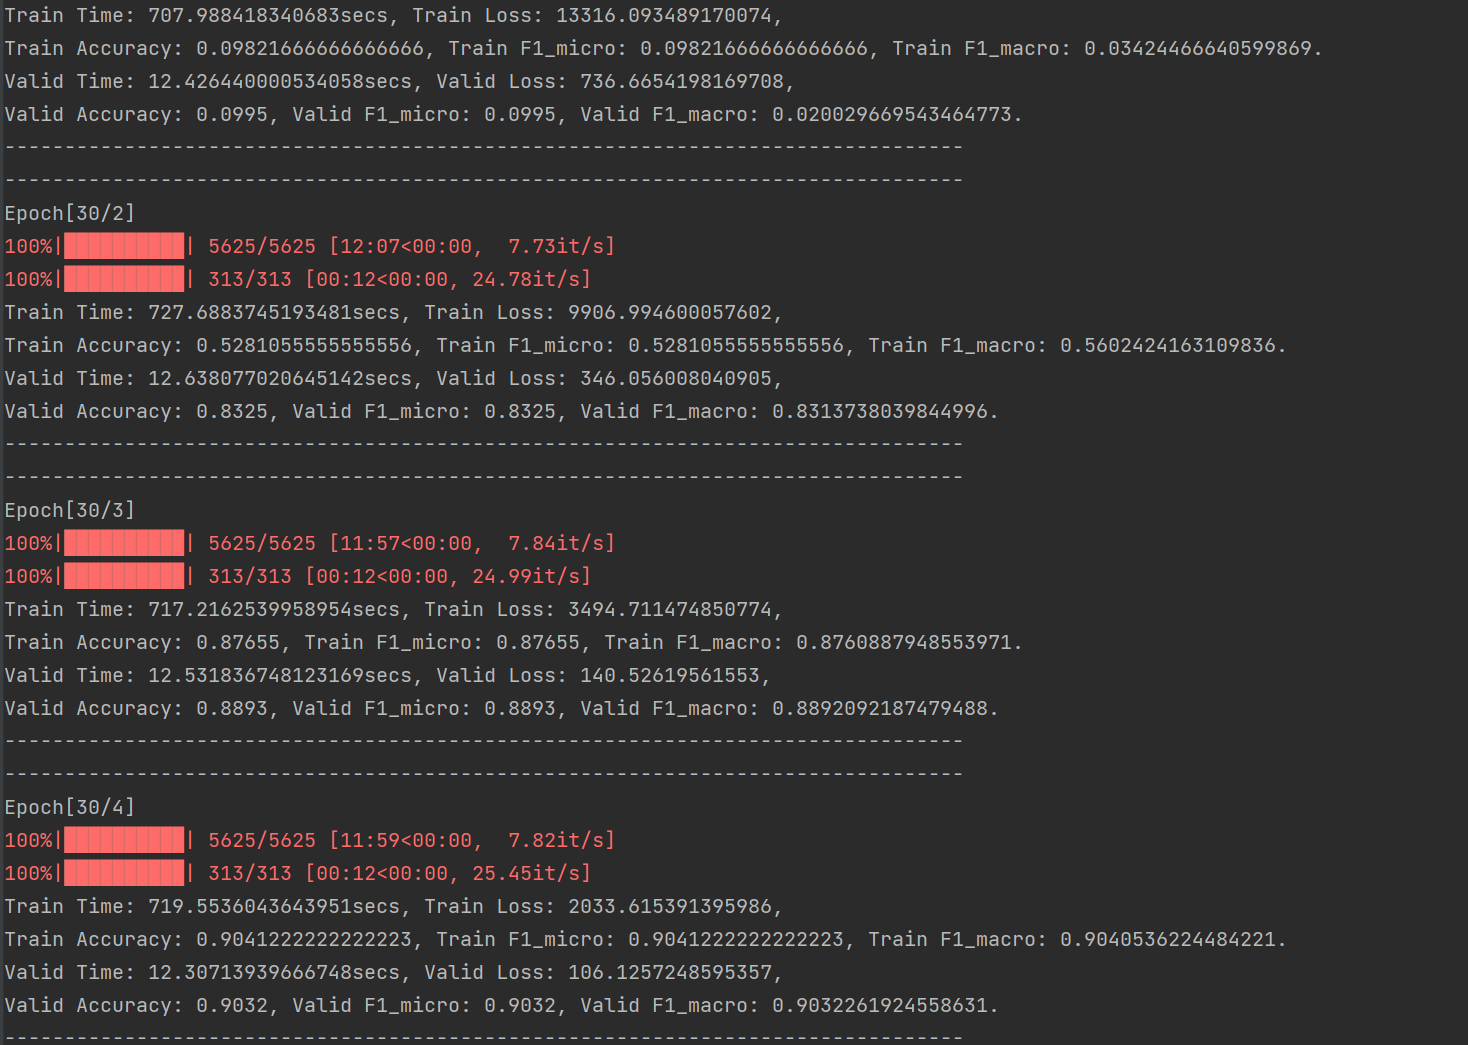 Train Time: 707.988418340683secs, Train Loss: 13316.093489170074,
Train Accuracy: 0.09821666666666666, Train F1_micro: 0.09821666666666666, Train F1_macro: 0.03424466640599869.
Valid Time: 12.426440000534058secs, Valid Loss: 736.6654198169708,
Valid Accuracy: 0.0995, Valid F1_micro: 0.0995, Valid F1_macro: 0.020029669543464773.
--------------------------------------------------------------------------------
--------------------------------------------------------------------------------
Epoch[30/2]
100%|██████████| 5625/5625 [12:07<00:00,  7.73it/s]
100%|██████████| 313/313 [00:12<00:00, 24.78it/s]
Train Time: 727.6883745193481secs, Train Loss: 9906.994600057602,
Train Accuracy: 0.5281055555555556, Train F1_micro: 0.5281055555555556, Train F1_macro: 0.5602424163109836.
Valid Time: 12.638077020645142secs, Valid Loss: 346.056008040905,
Valid Accuracy: 0.8325, Valid F1_micro: 0.8325, Valid F1_macro: 0.8313738039844996.
--------------------------------------------------------------------------------
--------------------------------------------------------------------------------
Epoch[30/3]
100%|██████████| 5625/5625 [11:57<00:00,  7.84it/s]
100%|██████████| 313/313 [00:12<00:00, 24.99it/s]
Train Time: 717.2162539958954secs, Train Loss: 3494.711474850774,
Train Accuracy: 0.87655, Train F1_micro: 0.87655, Train F1_macro: 0.8760887948553971.
Valid Time: 12.531836748123169secs, Valid Loss: 140.52619561553,
Valid Accuracy: 0.8893, Valid F1_micro: 0.8893, Valid F1_macro: 0.8892092187479488.
--------------------------------------------------------------------------------
--------------------------------------------------------------------------------
Epoch[30/4]
100%|██████████| 5625/5625 [11:59<00:00,  7.82it/s]
100%|██████████| 313/313 [00:12<00:00, 25.45it/s]
Train Time: 719.5536043643951secs, Train Loss: 2033.615391395986,
Train Accuracy: 0.9041222222222223, Train F1_micro: 0.9041222222222223, Train F1_macro: 0.9040536224484221.
Valid Time: 12.30713939666748secs, Valid Loss: 106.1257248595357,
Valid Accuracy: 0.9032, Valid F1_micro: 0.9032, Valid F1_macro: 0.9032261924558631.
--------------------------------------------------------------------------------